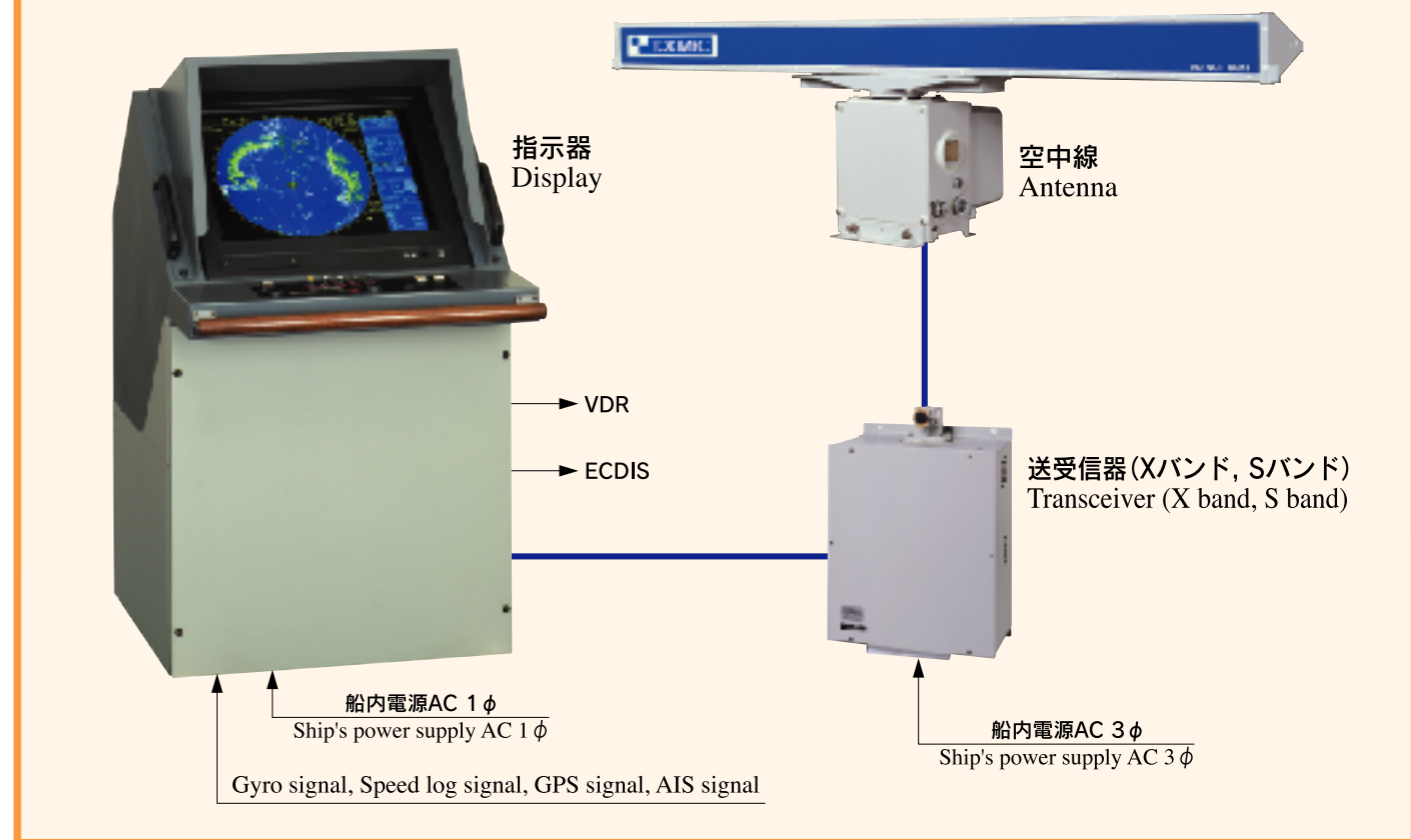 指示器
Display
空中線
Antenna
VDR
ECDIS
送受信器(Xバンド, Sバンド)
Transceiver (X band, S band)
船内電源AC 1φ
Ship's power supply AC 1φ
船内電源AC 3φ
Ship's power supply AC 3φ
Gyro signal, Speed log signal, GPS signal, AIS signal